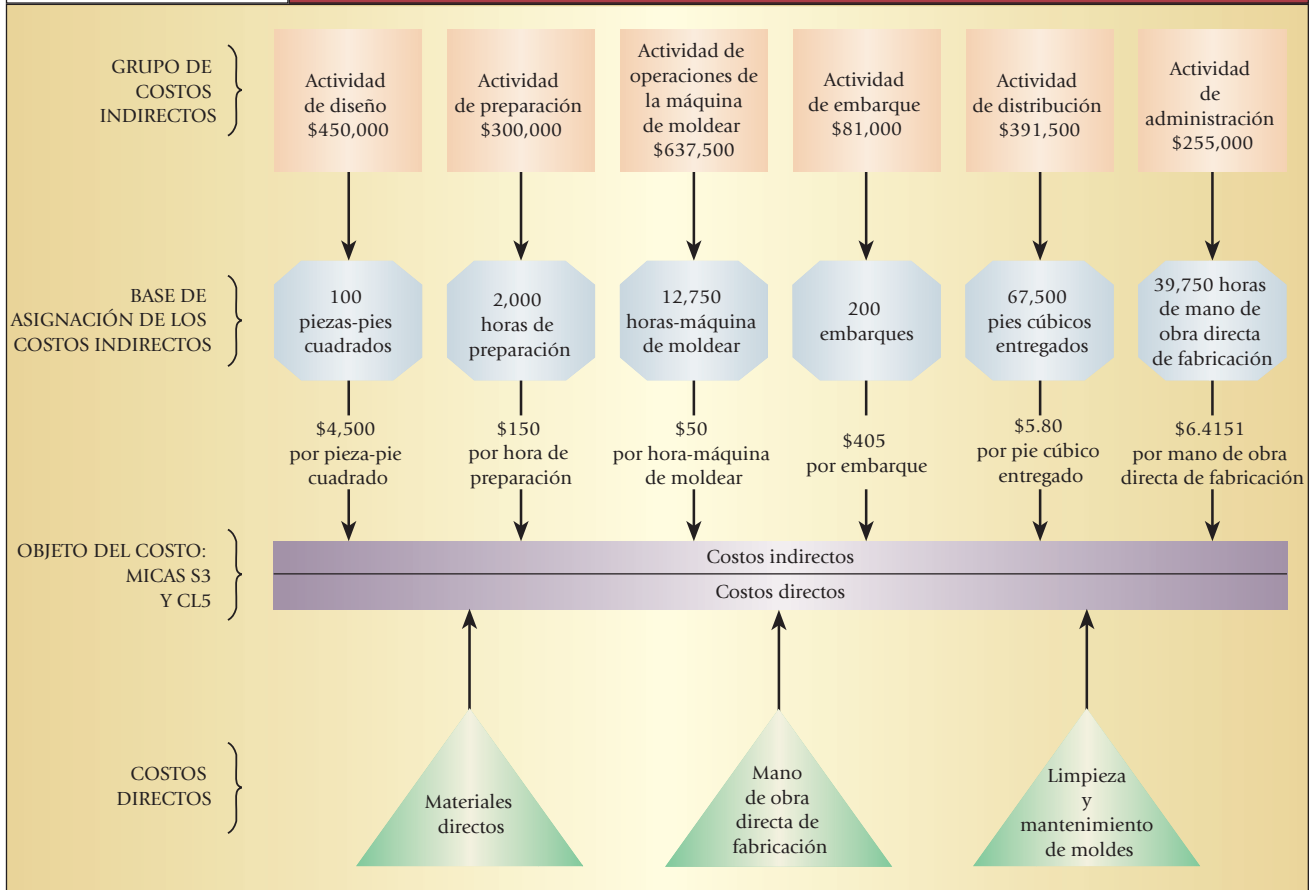 GRUPO DE
COSTOS
INDIRECTOS
Actividad
de diseño
$450,000
Actividad
de preparación
$300,000
Actividad de
operaciones de
la máquina
de moldear
$637,500
Actividad
de embarque
$81,000
Actividad
de distribución
$391,500
Actividad
de
administración
$255,000
BASE DE
ASIGNACIÓN DE LOS
COSTOS INDIRECTOS
100
piezas-pies
cuadrados
2,000
horas de
preparación
12,750
horas-máquina
de moldear
200
embarques
67,500
pies cúbicos
entregados
39,750 horas
de mano de
obra directa
de fabricación
$4,500
por pieza-pie
cuadrado
$150
por hora de
preparación
$50
por hora-máquina
de moldear
$405
por embarque
$5.80
por pie cúbico
entregado
$6.4151
por mano de obra
directa de fabricación
OBJETO DEL COSTO:
MICAS S3
Y CL5
Costos indirectos
Costos directos
COSTOS
DIRECTOS
Materiales
directos
Mano
de obra
directa de
fabricación
Limpieza
y
mantenimiento
de moldes